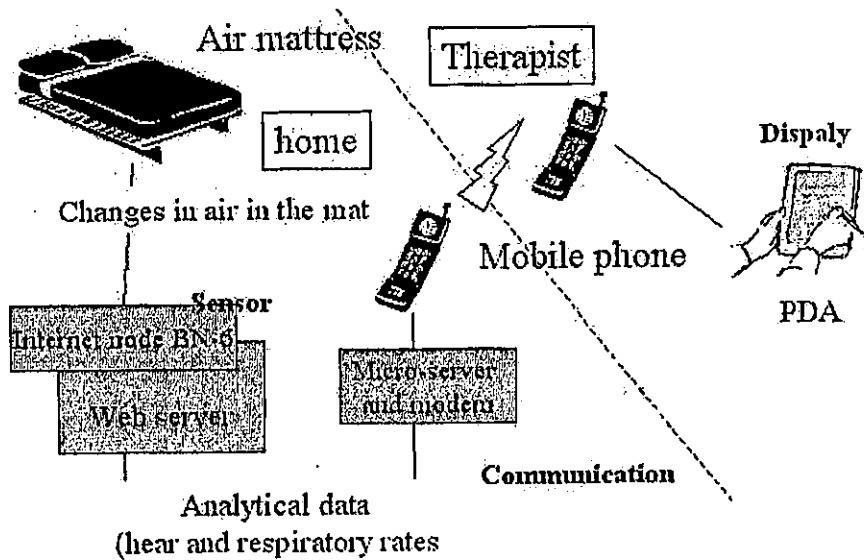 Air mattress
Therapist
home
Dispaly
Changes in air in the mat
Mobile phone
PDA
Sensor
Internet node BN-6
Web server
Micro-server
and modem
Communication
Analytical data
(hear and respiratory rates